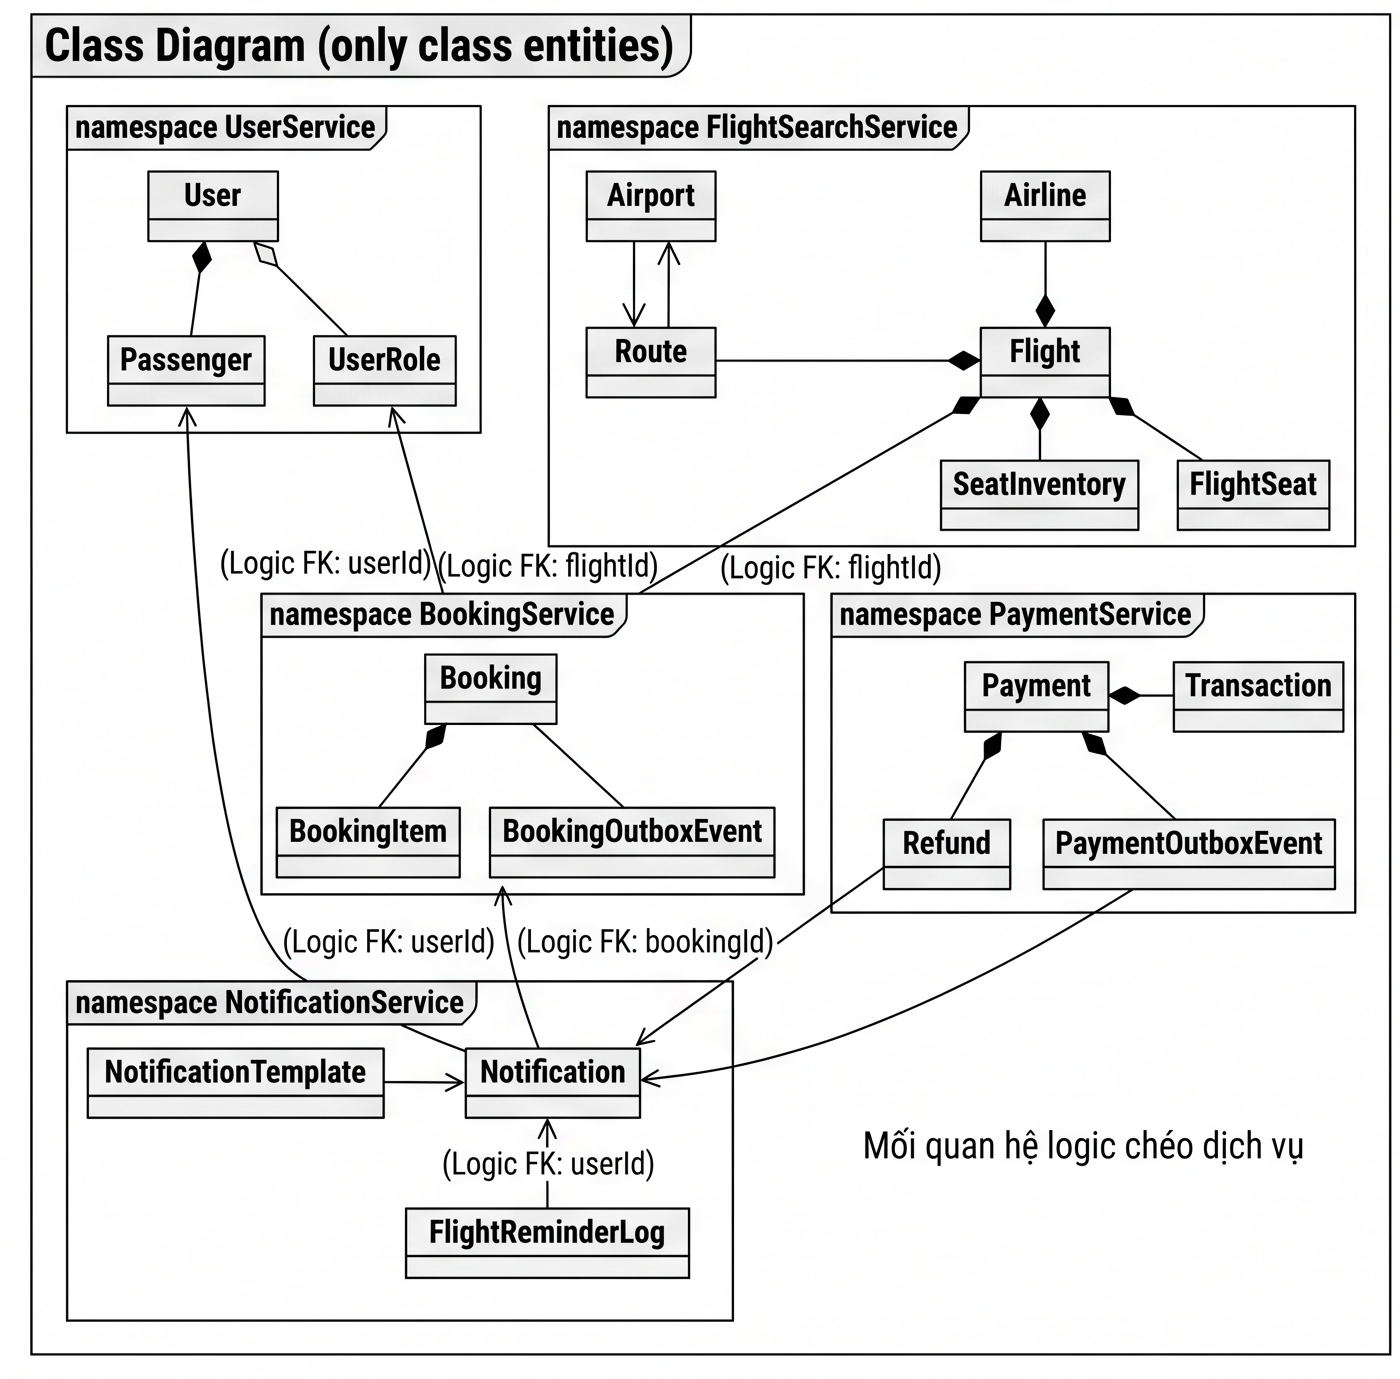 Class Diagram (only class entities)
namespace UserService
User
Passenger
UserRole
namespace FlightSearchService
Airport
Airline
Route
Flight
SeatInventory
FlightSeat
(Logic FK: userId)
(Logic FK: flightId)
(Logic FK: flightId)
namespace BookingService
Booking
BookingItem
BookingOutboxEvent
namespace PaymentService
Payment
Transaction
Refund
PaymentOutboxEvent
(Logic FK: userId)
(Logic FK: bookingId)
namespace NotificationService
NotificationTemplate
Notification
(Logic FK: userId)
FlightReminderLog
Mối quan hệ logic chéo dịch vụ